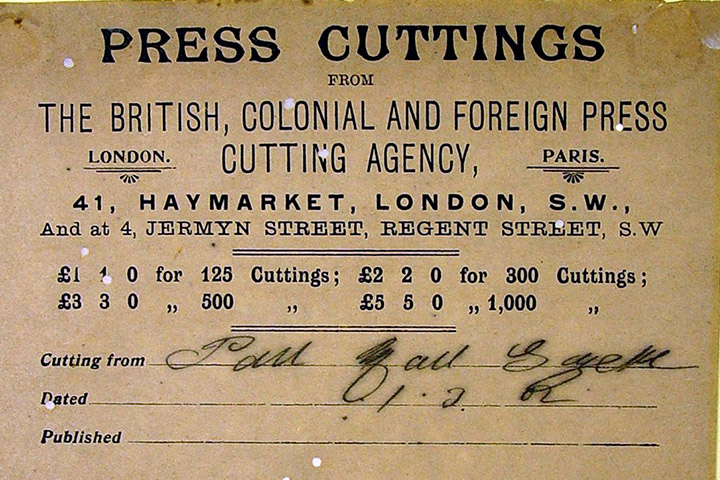 PRESS CUTTINGS
FROM
THE BRITISH, COLONIAL AND FOREIGN PRESS
LONDON. CUTTING AGENCY, PARIS.
41, HAYMARKET, LONDON, S.W.,
And at 4, JERMYN STREET, REGENT STREET, S.W
£1 1 0 for 125 Cuttings; £2 2 0 for 300 Cuttings;
£3 3 0 „ 500 „ £5 5 0 „ 1,000 „
Cutting from Pall Mall Gazette
Dated
Published